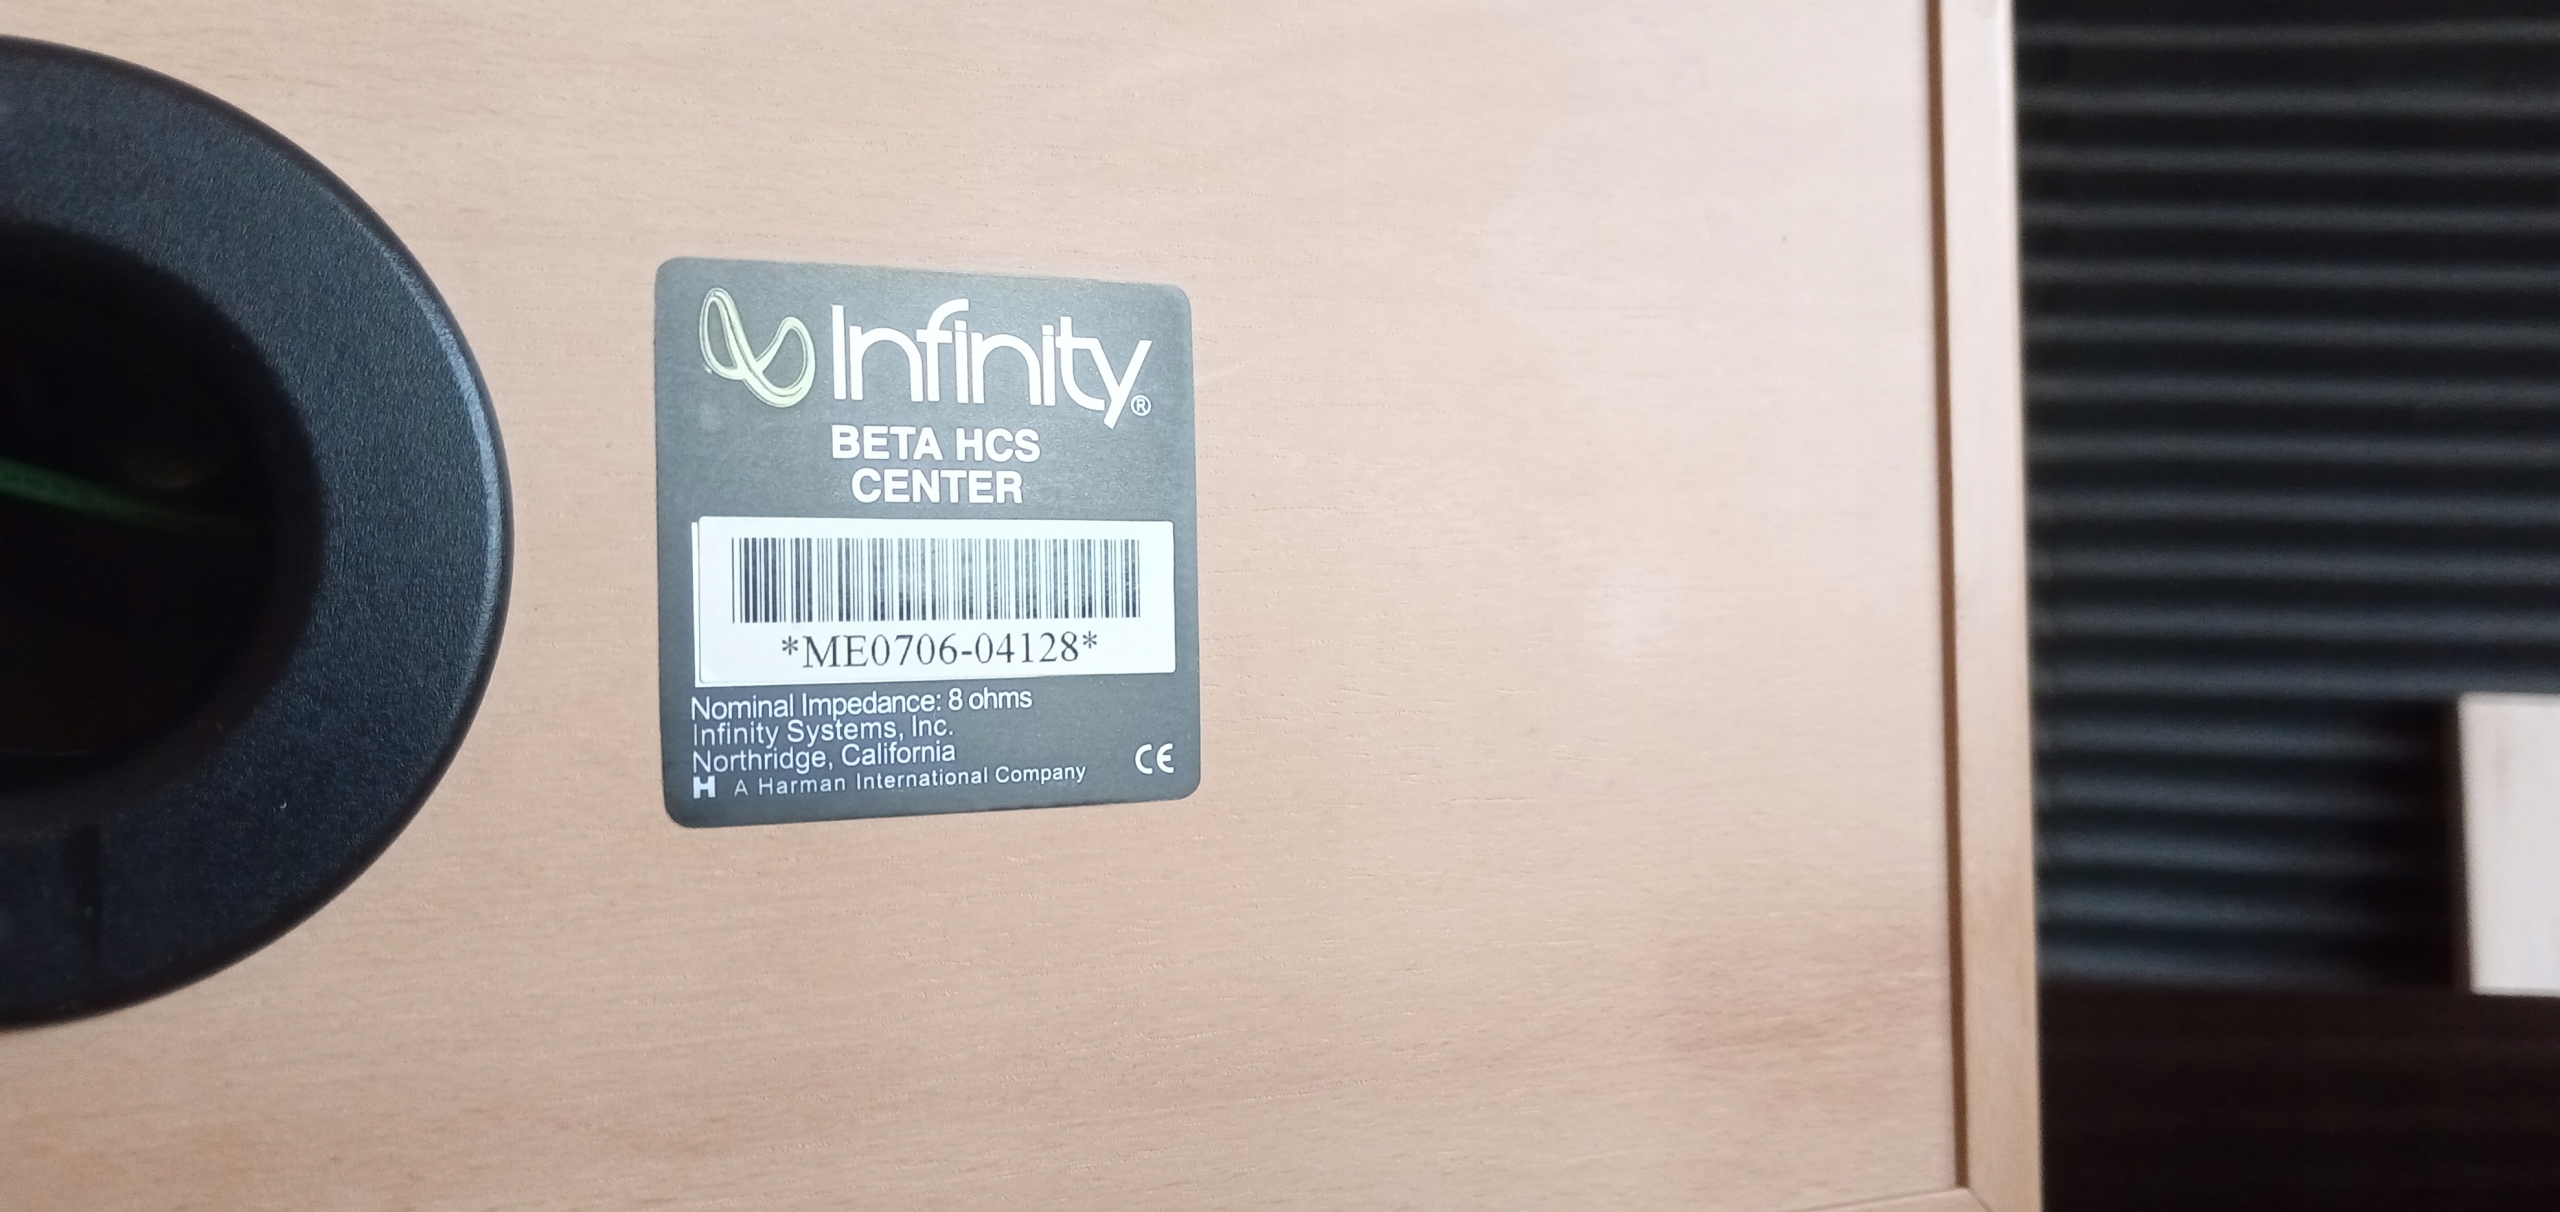 Infinity®
BETA HCS
CENTER
*ME0706-04128*
Nominal Impedance: 8 ohms
Infinity Systems, Inc.
Northridge, California
H A Harman International Company
CE